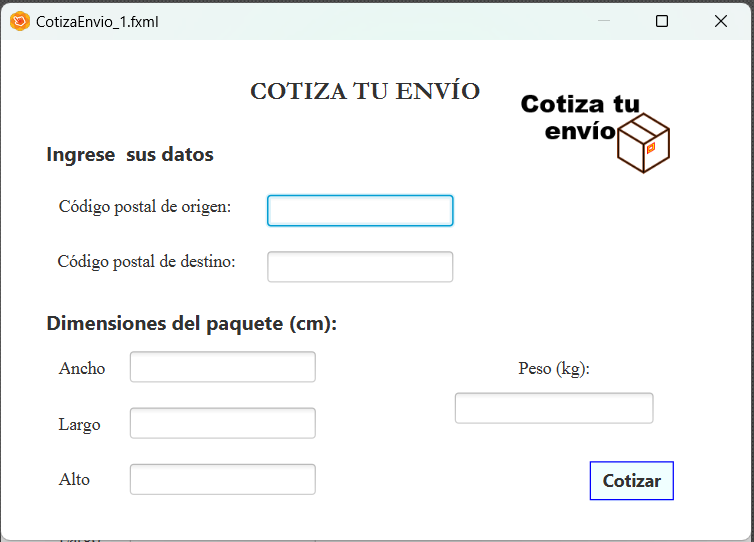 CotizaEnvio_1.fxml
COTIZA TU ENVÍO
Cotiza tu
envío
Ingrese  sus datos
Código postal de origen:
Código postal de destino:
Dimensiones del paquete (cm):
Ancho
Peso (kg):
Largo
Alto
Cotizar